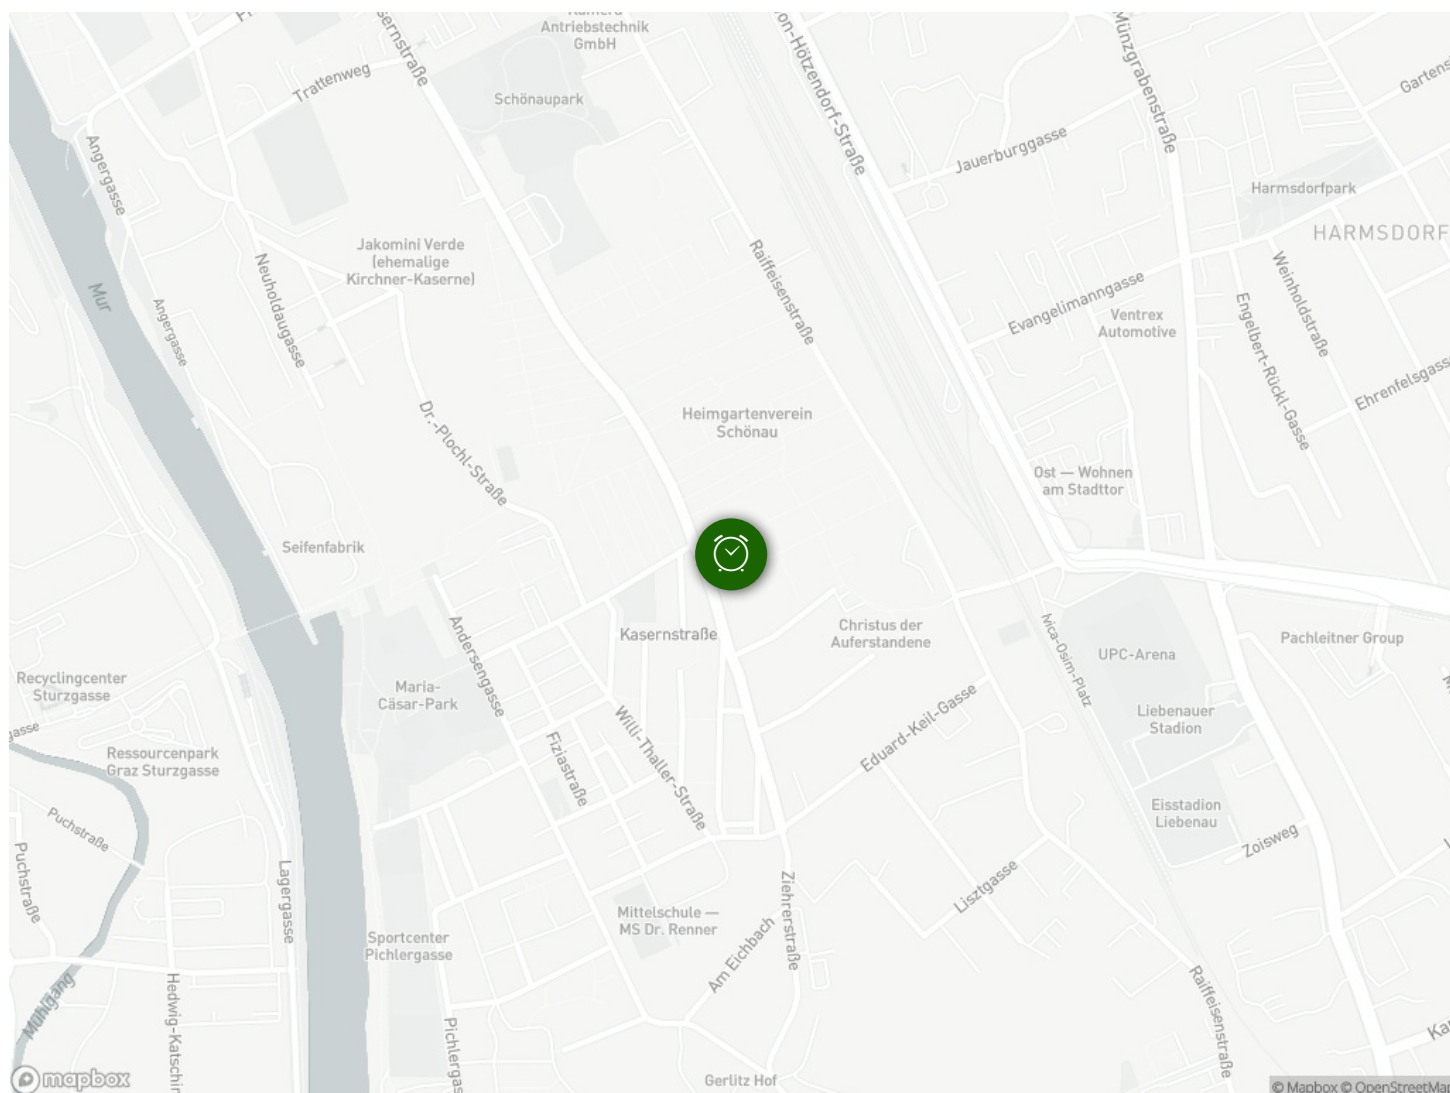 Antriebstechnik
GmbH
Trattenweg
Schönaupark
Münzgrabenstraße
Jauerburggasse
Angergasse
Harmsdorfpark
HARMSDORF
Jakomini Verde
(ehemalige
Kirchner-Kaserne)
Neuholdaugasse
Raiffeisenstraße
Mur
Angergasse
Evangelimanngasse
Ventrex
Automotive
Weinholdstraße
Engelbert-Rückl-Gasse
Ehrenfelsgasse
Heimgartenverein
Schönau
Dr.-Plochl-Straße
Ost — Wohnen
am Stadttor
Seifenfabrik
Kasernstraße
Christus der
Auferstandene
Andersengasse
Nica-Osim-Platz
UPC-Arena
Pachleitner Group
Recyclingcenter
Sturzgasse
Maria-
Cäsar-Park
Liebenauer
Stadion
Eduard-Keil-Gasse
Willi-Thaller-Straße
Fiziastraße
Ressourcenpark
Graz Sturzgasse
Eisstadion
Liebenau
Zoisweg
Puchstraße
Puchstraße
Lagergasse
Ziehrerstraße
Lisztgasse
Mittelschule —
MS Dr. Renner
Am Eichbach
Sportcenter
Pichlergasse
Mühlgang
Raiffeisenstraße
Gerlitz Hof
mapbox
© Mapbox © OpenStreetMap